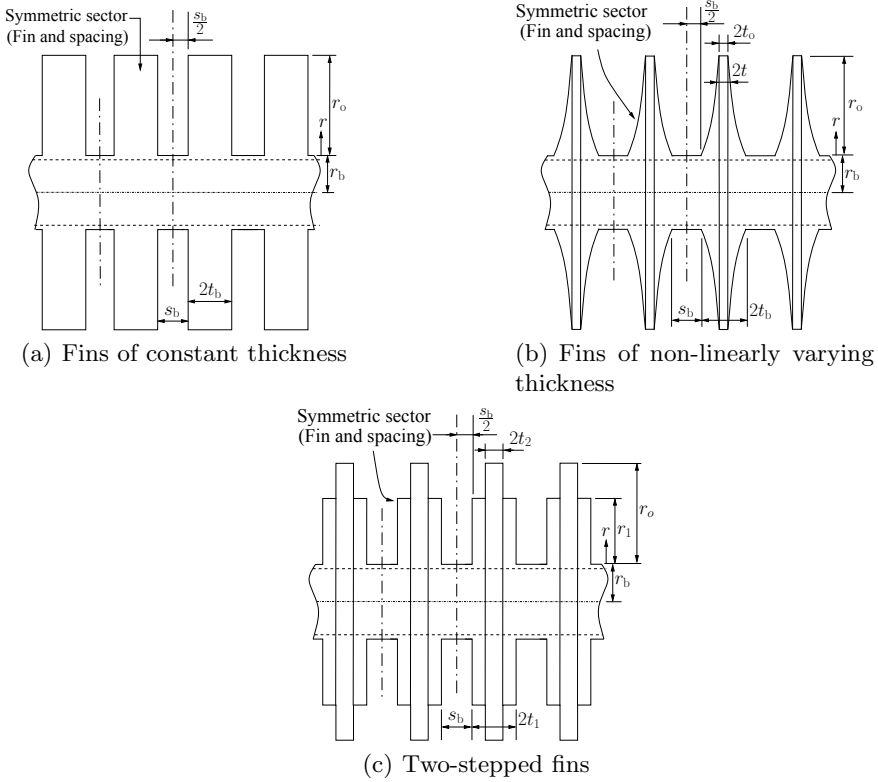 Symmetric sector
(Fin and spacing)
s_b/2
r_o
r
r_b
s_b
2t_b
(a) Fins of constant thickness
Symmetric sector
(Fin and spacing)
s_b/2
2t_o
2t
r_o
r
r_b
s_b
2t_b
(b) Fins of non-linearly varying
thickness
Symmetric sector
(Fin and spacing)
s_b/2
2t_2
r_o
r_1
r
r_b
s_b
2t_1
(c) Two-stepped fins